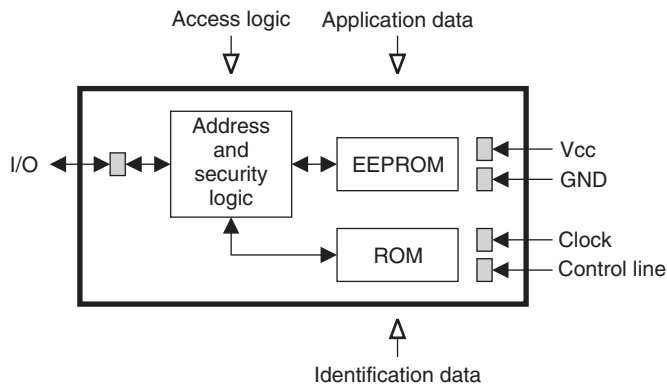 Access logic
Application data
Address
and
security
logic
I/O
EEPROM
Vcc
GND
ROM
Clock
Control line
Identification data